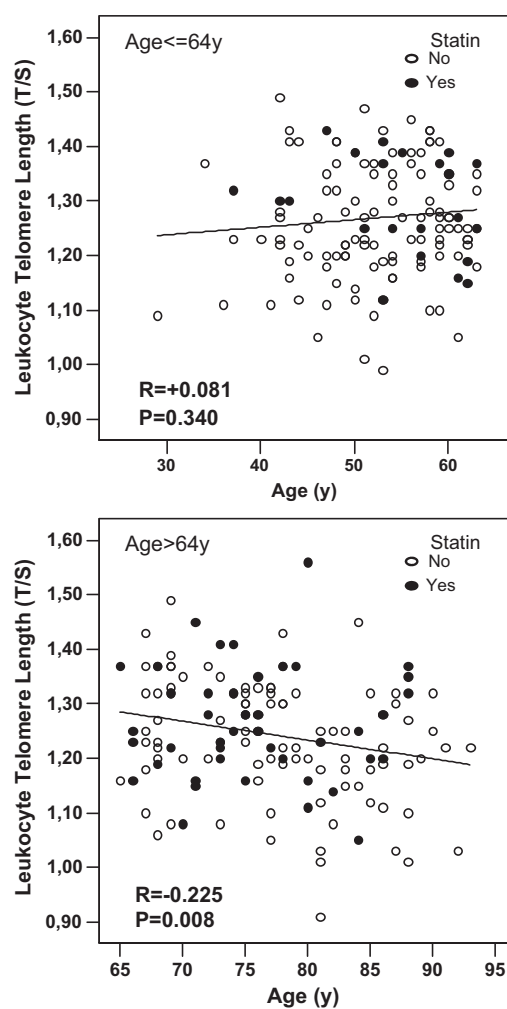 Age<=64y
Statin
No
Yes
Leukocyte Telomere Length (T/S)
1,60
1,50
1,40
1,30
1,20
1,10
1,00
0,90
R=+0.081
P=0.340
30 40 50 60
Age (y)
Age>64y
Statin
No
Yes
Leukocyte Telomere Length (T/S)
1,60
1,50
1,40
1,30
1,20
1,10
1,00
0,90
R=-0.225
P=0.008
65 70 75 80 85 90 95
Age (y)